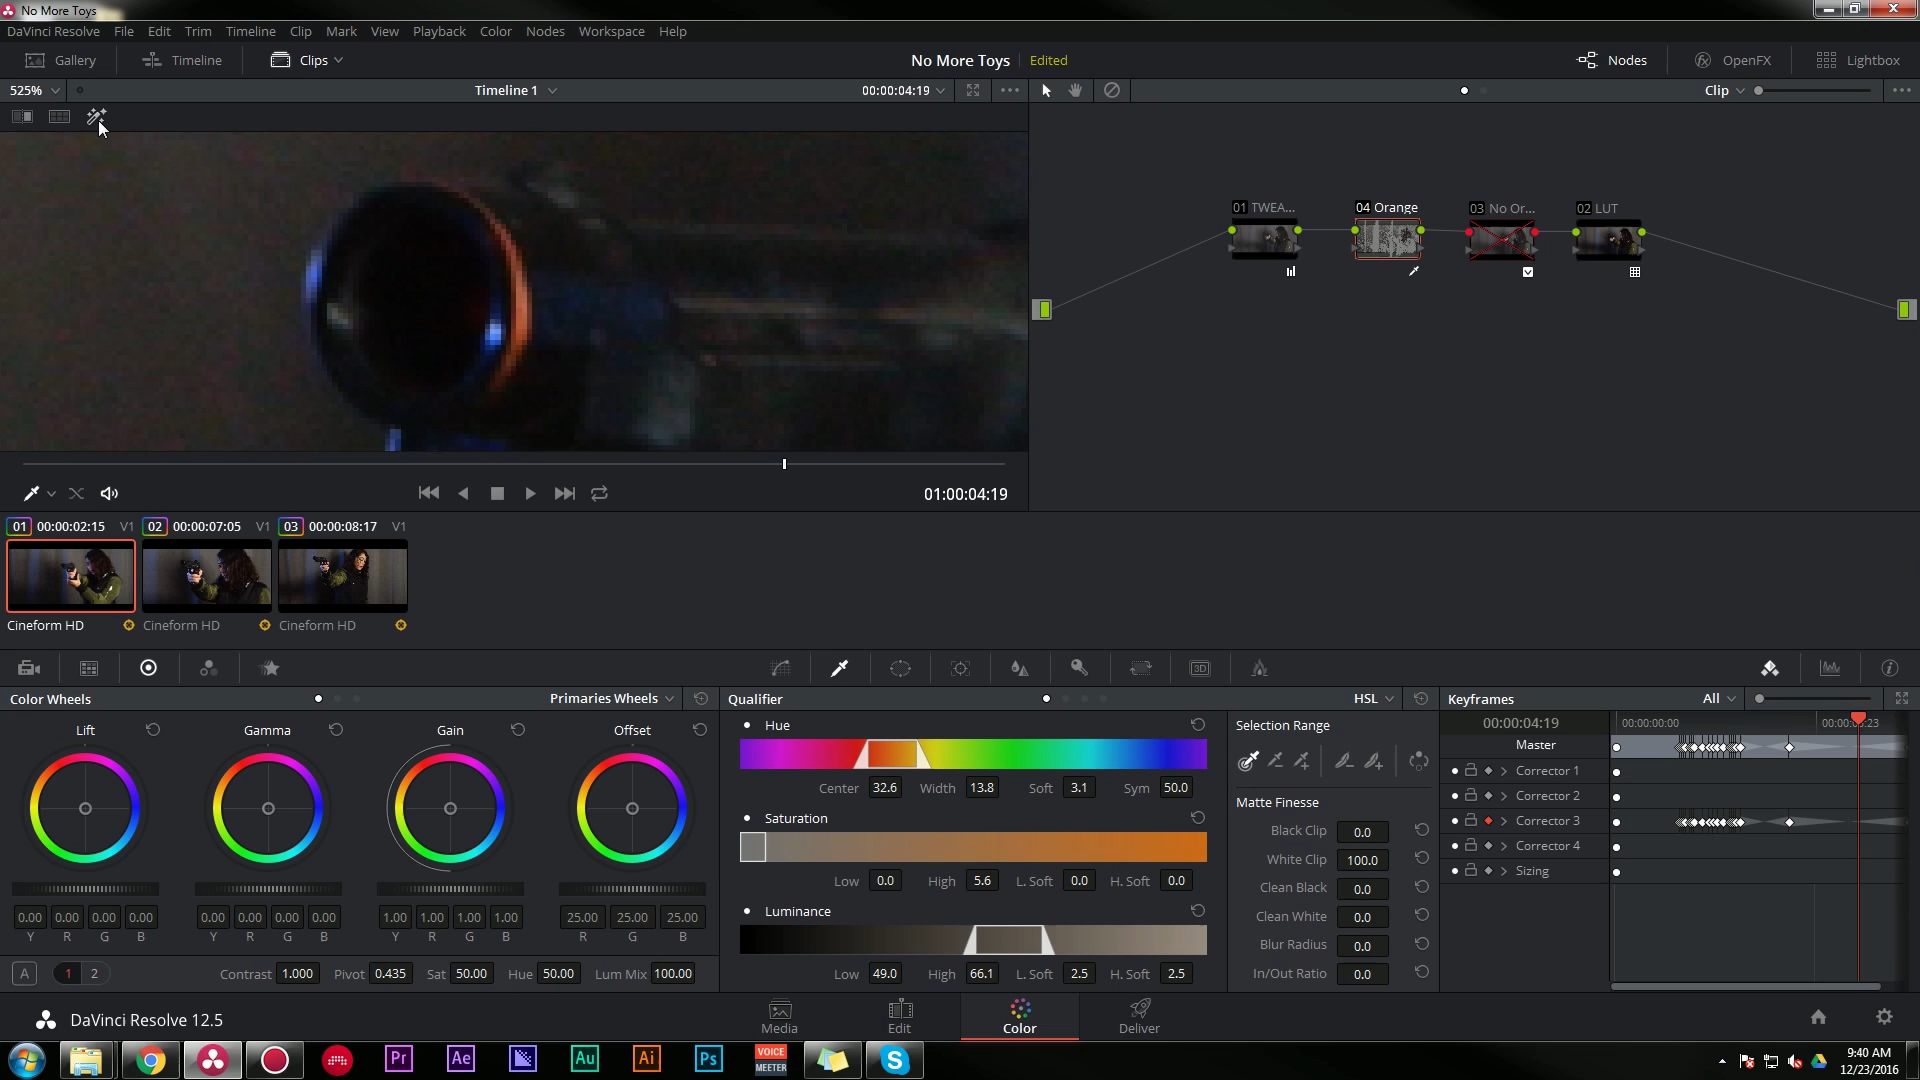 No More Toys
DaVinci Resolve File Edit Trim Timeline Clip Mark View Playback Color Nodes Workspace Help
Gallery Timeline Clips No More Toys Edited Nodes OpenFX Lightbox
525% Timeline 1 00:00:04:19 Clip
01 TWEA... 04 Orange 03 No Or... 02 LUT
01:00:04:19
01 00:00:02:15 V1 02 00:00:07:05 V1 03 00:00:08:17 V1
Cineform HD Cineform HD Cineform HD
3D
Color Wheels Primaries Wheels Qualifier HSL Keyframes All
Lift Gamma Gain Offset
Hue
Center 32.6 Width 13.8 Soft 3.1 Sym 50.0
Saturation
Low 0.0 High 5.6 L. Soft 0.0 H. Soft 0.0
Luminance
Low 49.0 High 66.1 L. Soft 2.5 H. Soft 2.5
0.00 0.00 0.00 0.00 0.00 0.00 0.00 0.00 1.00 1.00 1.00 1.00 25.00 25.00 25.00
Y R G B Y R G B Y R G B R G B
A 1 2 Contrast 1.000 Pivot 0.435 Sat 50.00 Hue 50.00 Lum Mix 100.00
Selection Range
Matte Finesse
Black Clip 0.0
White Clip 100.0
Clean Black 0.0
Clean White 0.0
Blur Radius 0.0
In/Out Ratio 0.0
00:00:04:19 00:00:00:00
Master
Corrector 1
Corrector 2
Corrector 3
Corrector 4
Sizing
DaVinci Resolve 12.5 Media Edit Color Deliver
Pr Ae Au Ai Ps VOICE MEETER S
9:40 AM
12/23/2016